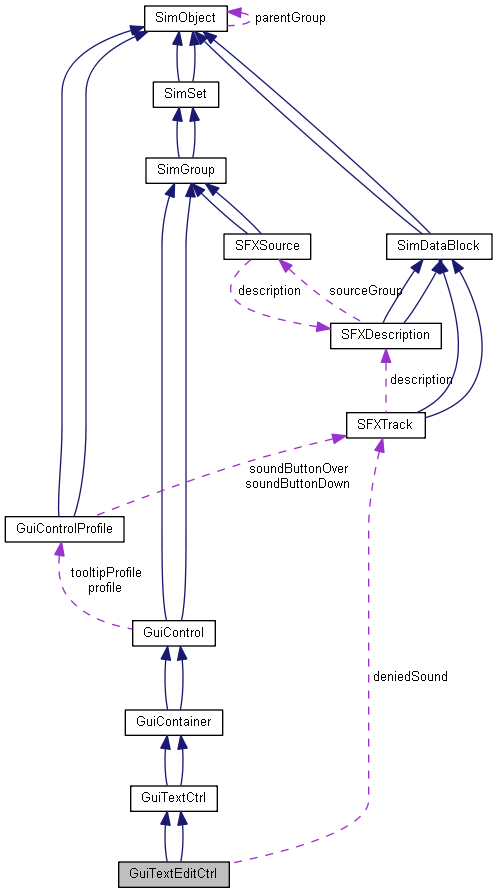 SimObject
parentGroup
SimSet
SimGroup
SFXSource
SimDataBlock
description
sourceGroup
SFXDescription
description
SFXTrack
soundButtonOver
soundButtonDown
GuiControlProfile
tooltipProfile
profile
GuiControl
deniedSound
GuiContainer
GuiTextCtrl
GuiTextEditCtrl